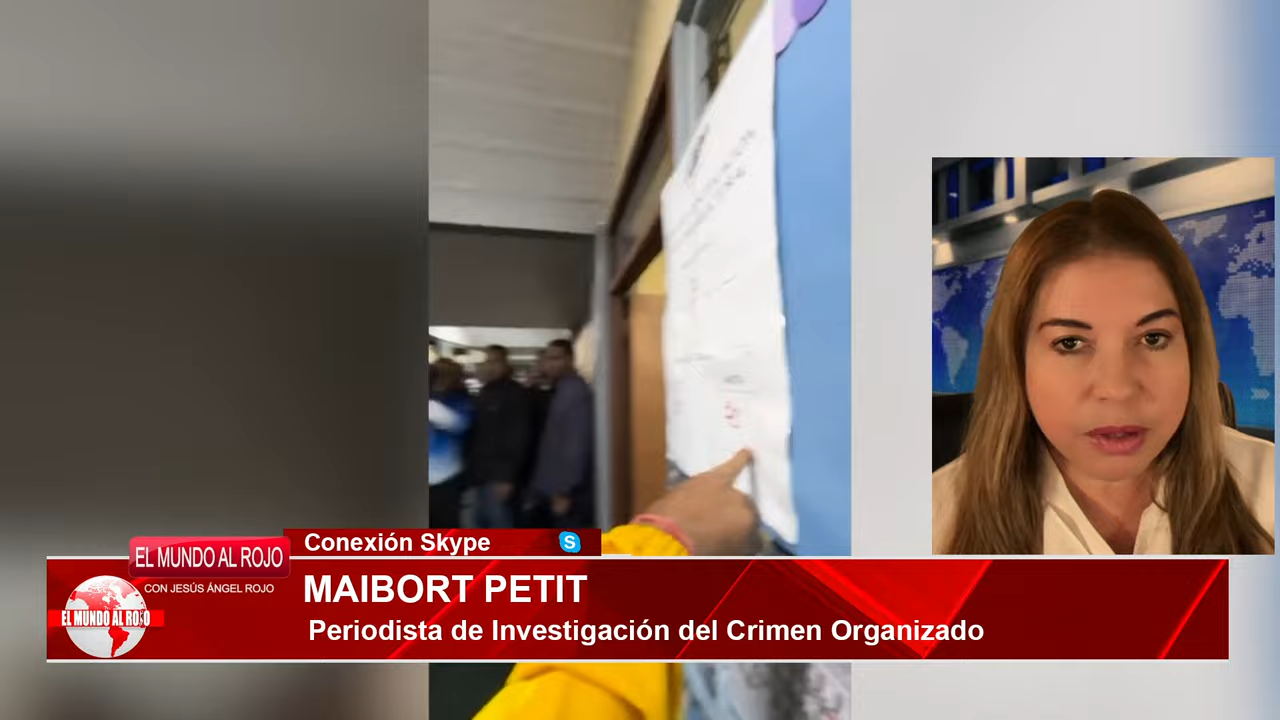 Conexión Skype
EL MUNDO AL ROJO
CON JESÚS ÁNGEL ROJO
MAIBORT PETIT
EL MUNDO AL ROJO
Periodista de Investigación del Crimen Organizado